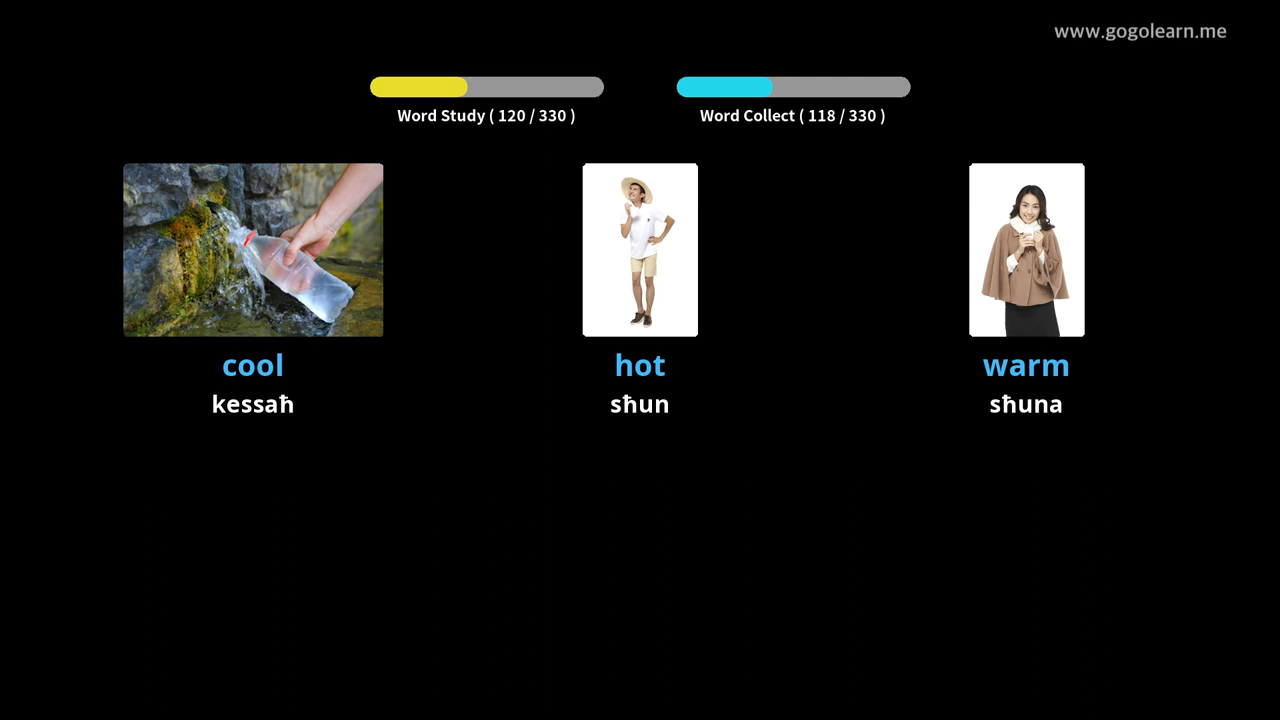 www.gogolearn.me
Word Study ( 120 / 330 )
Word Collect ( 118 / 330 )
cool
hot
warm
kessaħ
sħun
sħuna